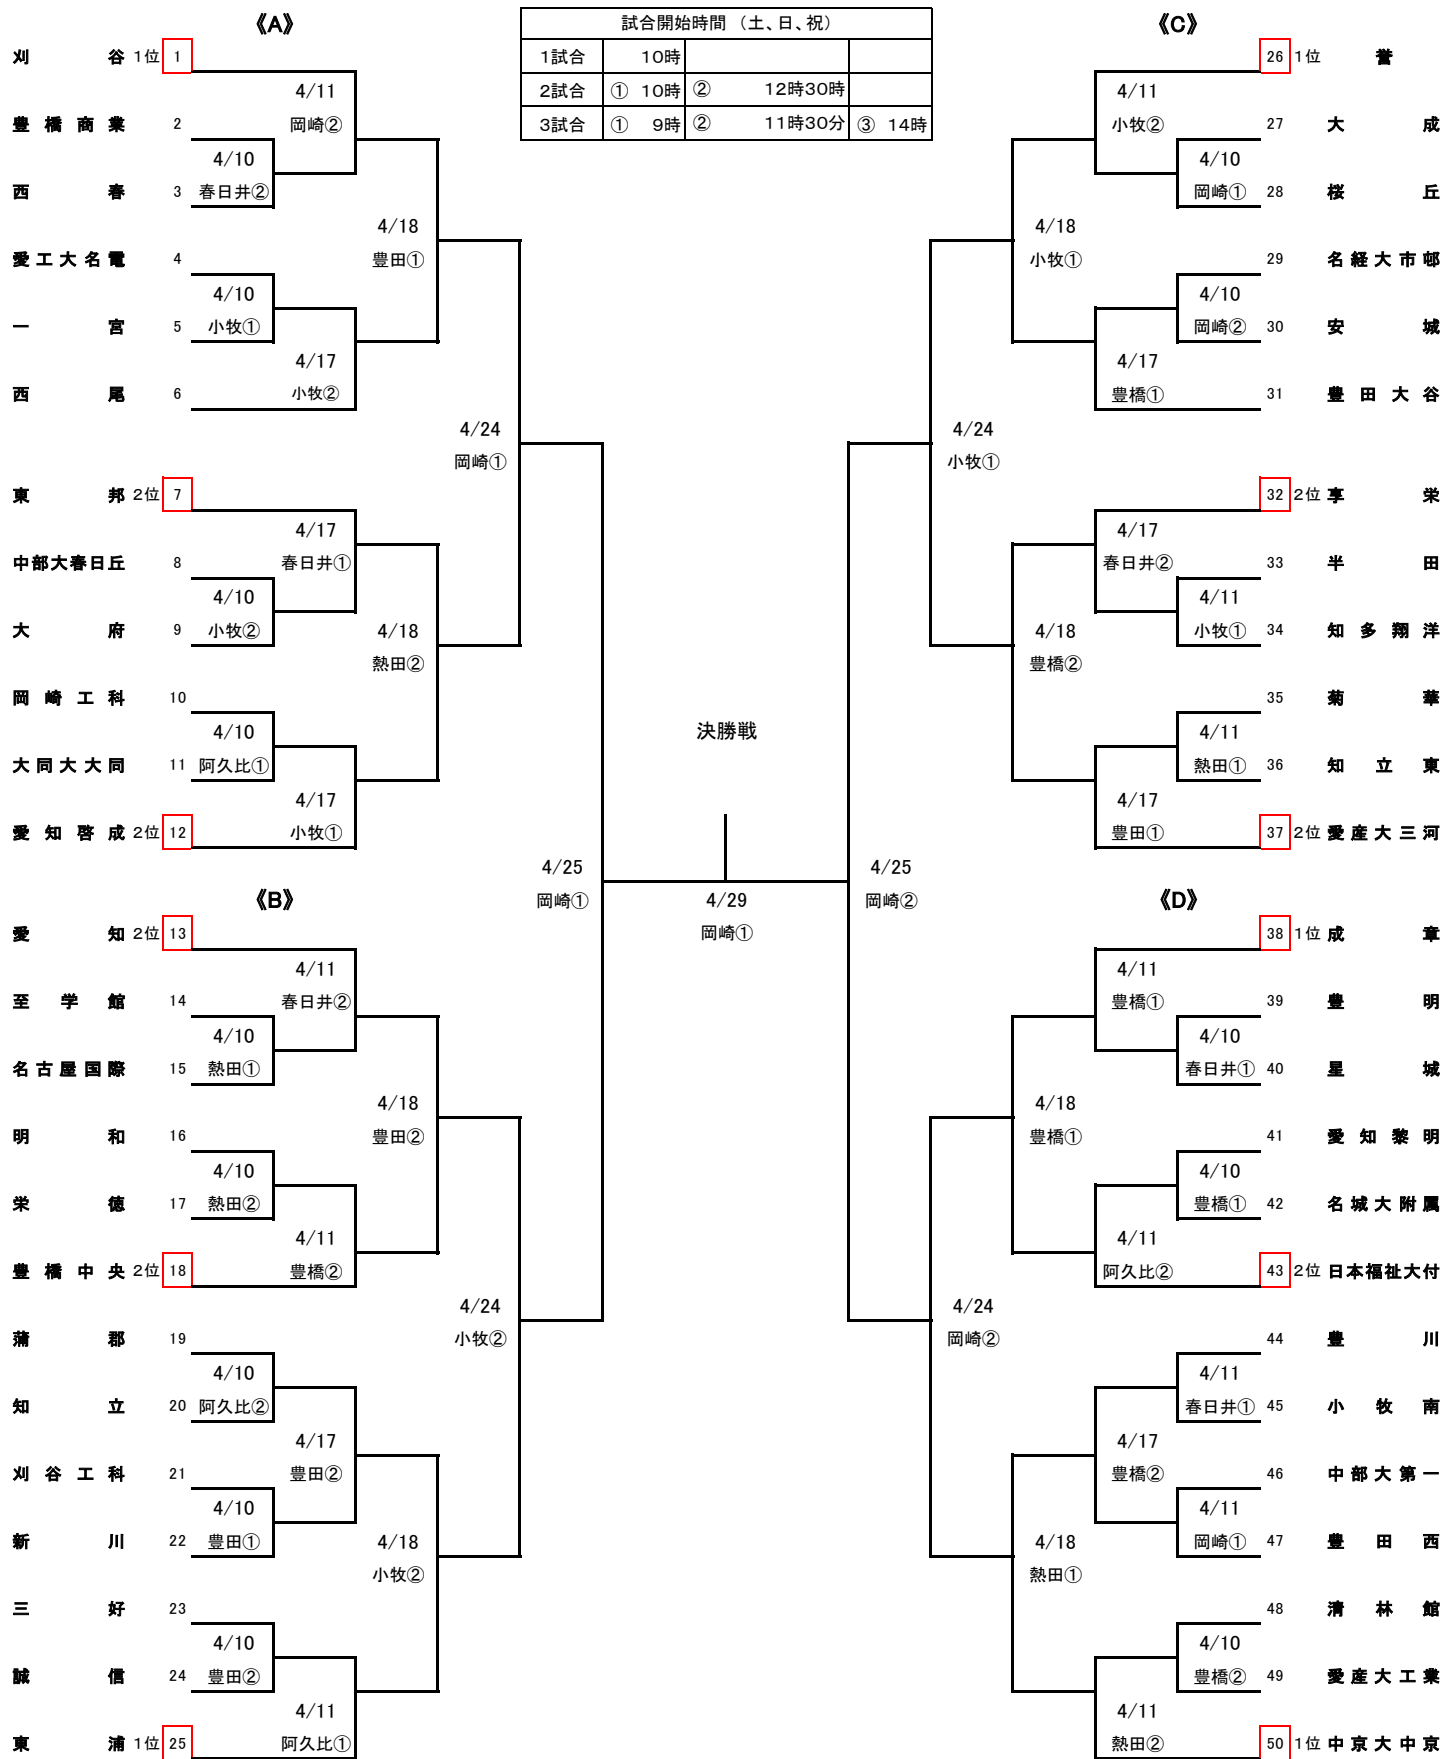 《A》
試合開始時間 （土、日、祝）
1試合 10時
2試合 ① 10時 ② 12時30時
3試合 ① 9時 ② 11時30分 ③ 14時
刈谷 1位 1
4/11
岡崎②
豊橋商業 2
4/10
春日井②
西春 3
4/18
豊田①
愛工大名電 4
4/10
小牧①
一宮 5
4/17
小牧②
西尾 6
4/24
岡崎①
東邦 2位 7
4/17
春日井①
中部大春日丘 8
4/10
小牧②
大府 9
4/18
熱田②
岡崎工科 10
4/10
阿久比①
大同大大同 11
4/17
小牧①
愛知啓成 2位 12
4/25
岡崎①
《B》
愛知 2位 13
4/11
春日井②
至学館 14
4/10
熱田①
名古屋国際 15
4/18
豊田②
明和 16
4/10
熱田②
栄徳 17
4/11
豊橋②
豊橋中央 2位 18
4/24
小牧②
蒲郡 19
4/10
阿久比②
知立 20
4/17
豊田②
刈谷工科 21
4/10
豊田①
新川 22
4/18
小牧②
三好 23
4/10
豊田②
誠信 24
4/11
阿久比①
東浦 1位 25
決勝戦
4/29
岡崎①
《C》
26 1位 誉
4/11
小牧②
27 大成
4/10
岡崎①
28 桜丘
4/18
小牧①
29 名経大市邨
4/10
岡崎②
30 安城
4/17
豊橋①
31 豊田大谷
4/24
小牧①
32 2位 享栄
4/17
春日井②
33 半田
4/11
小牧①
34 知多翔洋
4/18
豊橋②
35 菊華
4/11
熱田①
36 知立東
4/17
豊田①
37 2位 愛産大三河
4/25
岡崎②
《D》
38 1位 成章
4/11
豊橋①
39 豊明
4/10
春日井①
40 星城
4/18
豊橋①
41 愛知黎明
4/10
豊橋①
42 名城大附属
4/11
阿久比②
43 2位 日本福祉大付
4/24
岡崎②
44 豊川
4/11
春日井①
45 小牧南
4/17
豊橋②
46 中部大第一
4/11
岡崎①
47 豊田西
4/18
熱田①
48 清林館
4/10
豊橋②
49 愛産大工業
4/11
熱田②
50 1位 中京大中京